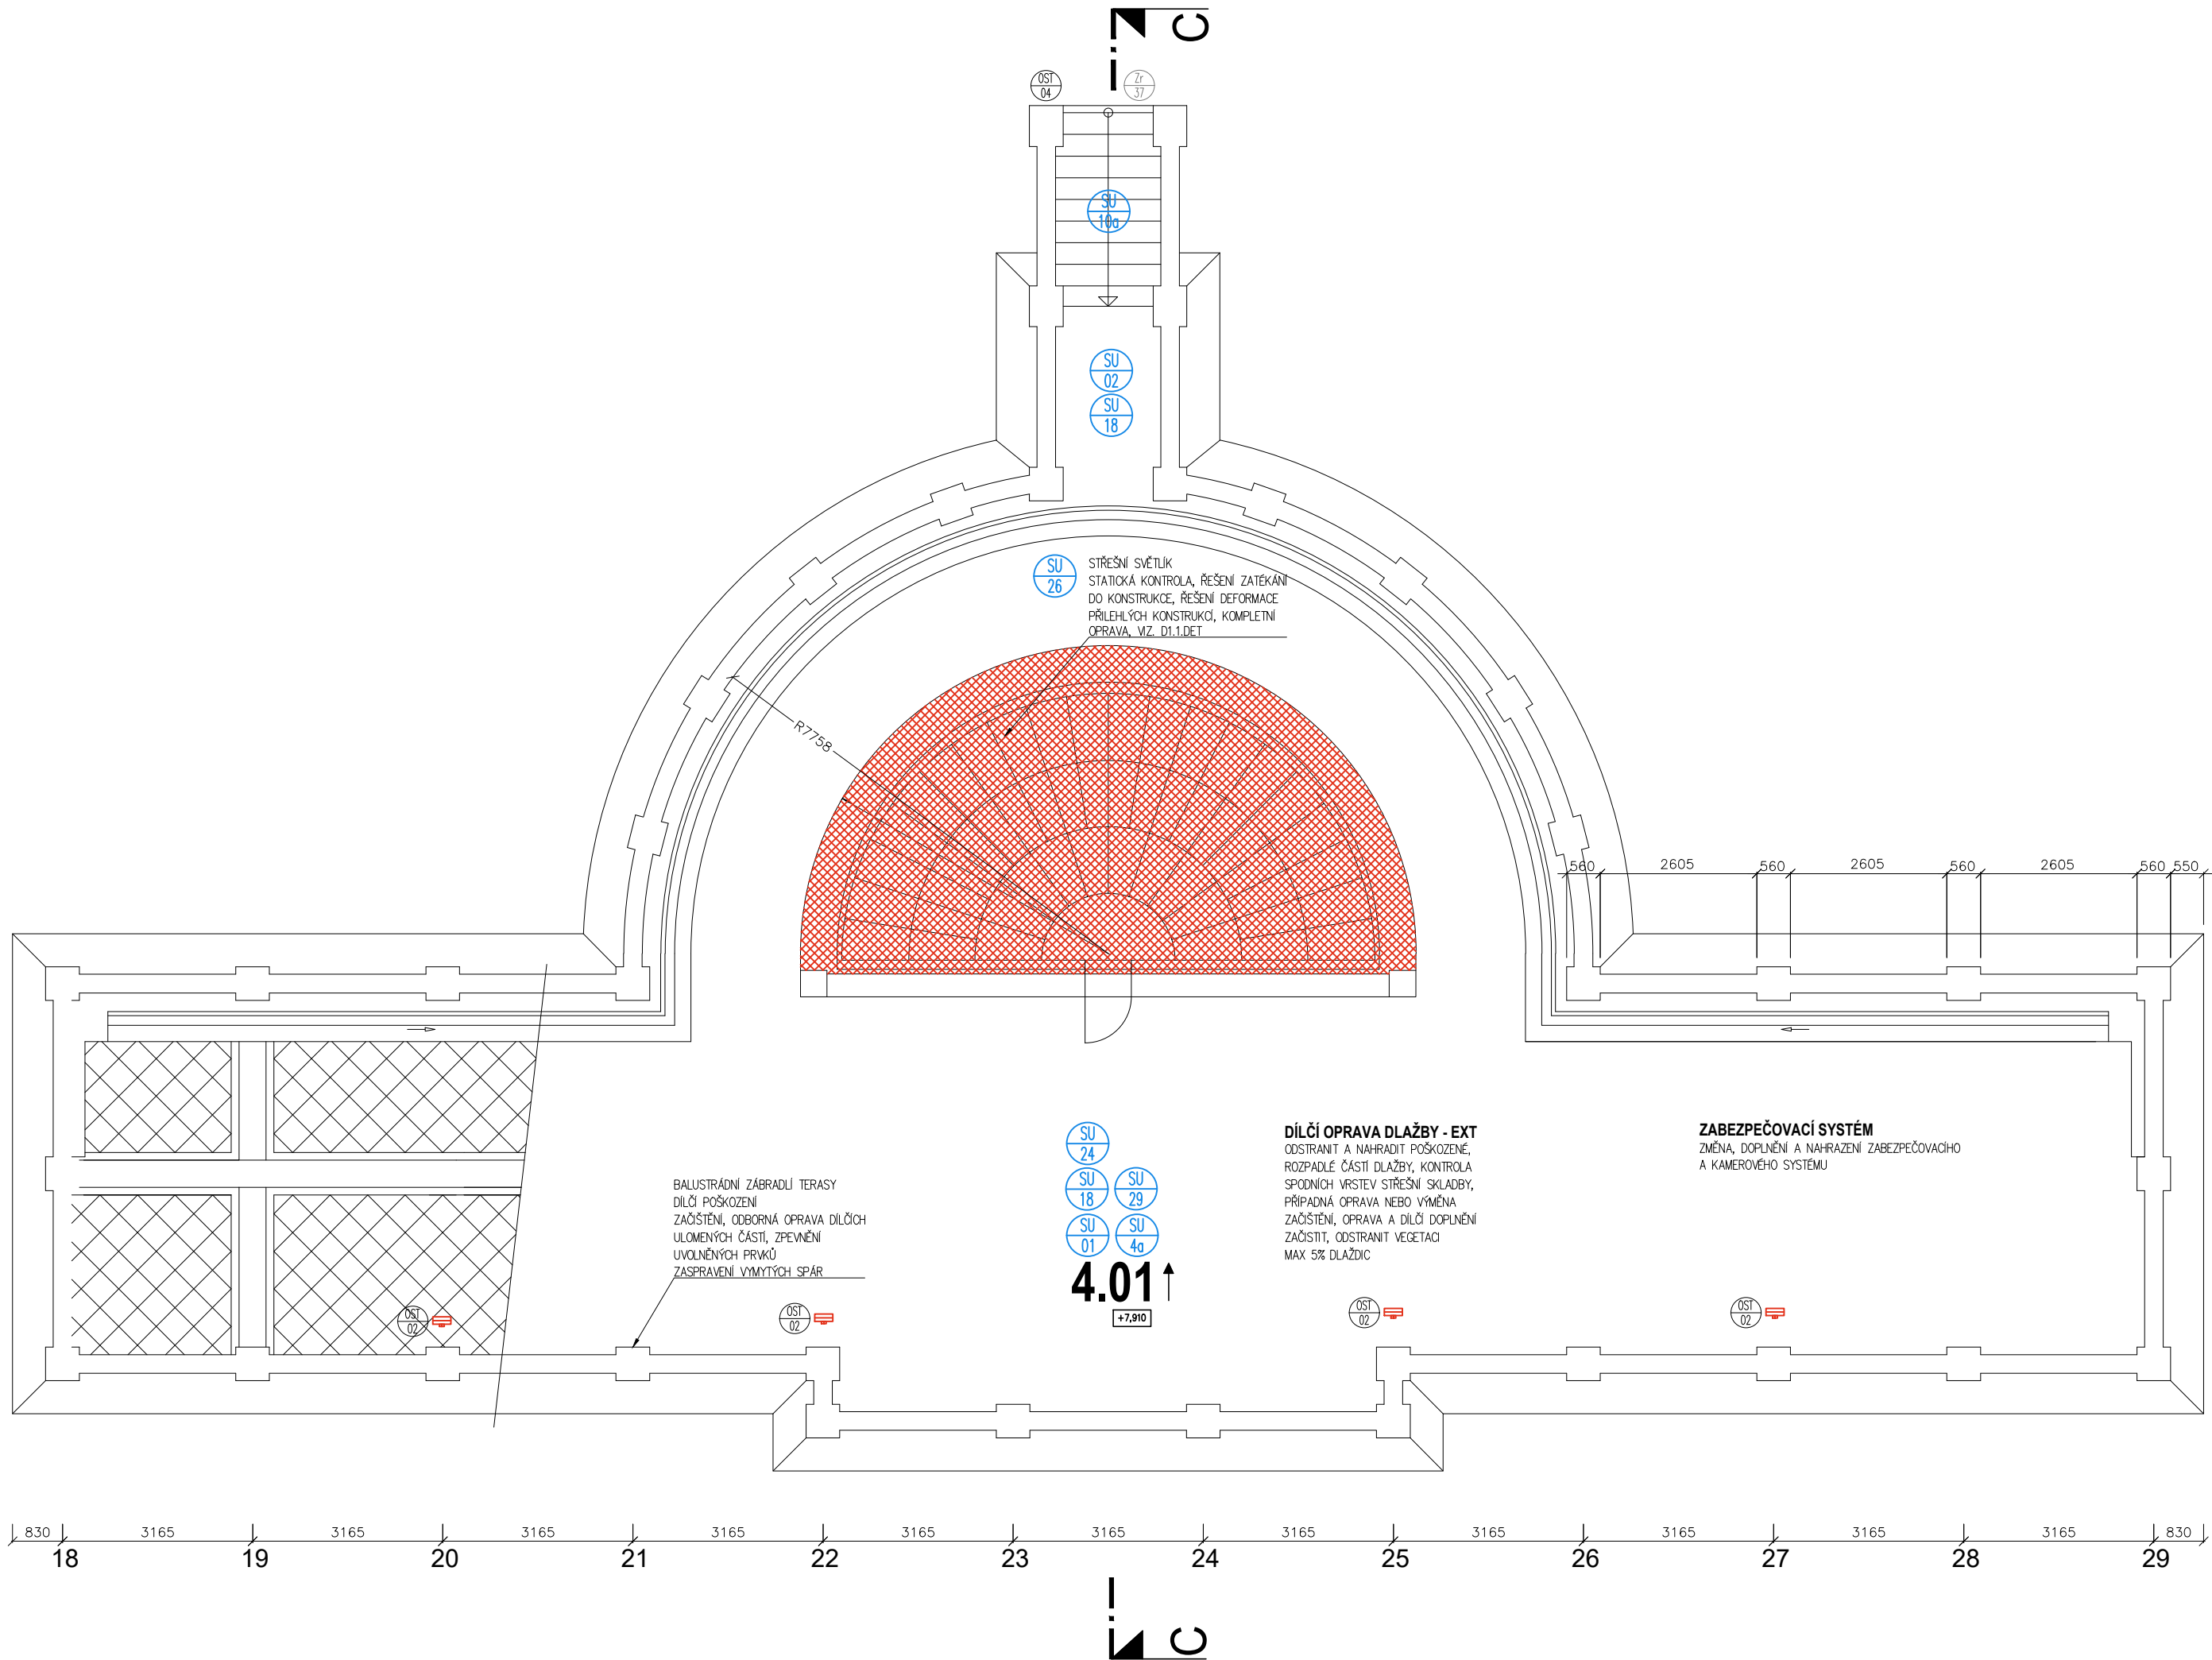 C
OST
04
Zr
37
SU
10a
SU
02
SU
18
SU
26
STŘEŠNÍ SVĚTLÍK
STATICKÁ KONTROLA, ŘEŠENÍ ZATÉKÁNÍ
DO KONSTRUKCE, ŘEŠENÍ DEFORMACE
PŘILEHLÝCH KONSTRUKCÍ, KOMPLETNÍ
OPRAVA, VIZ. D1.1.DET
R7758
560 2605 560 2605 560 2605 560 550
SU
24
SU
18
SU
29
SU
01
SU
4a
4.01
+7,910
BALUSTRÁDNÍ ZÁBRADLÍ TERASY
DÍLČÍ POŠKOZENÍ
ZAČIŠTĚNÍ, ODBORNÁ OPRAVA DÍLČÍCH
ULOMENÝCH ČÁSTÍ, ZPEVNĚNÍ
UVOLNĚNÝCH PRVKŮ
ZASPRAVENÍ VYMYTÝCH SPÁR
DÍLČÍ OPRAVA DLAŽBY - EXT
ODSTRANIT A NAHRADIT POŠKOZENÉ,
ROZPADLÉ ČÁSTÍ DLAŽBY, KONTROLA
SPODNÍCH VRSTEV STŘEŠNÍ SKLADBY,
PŘÍPADNÁ OPRAVA NEBO VÝMĚNA
ZAČIŠTĚNÍ, OPRAVA A DÍLČÍ DOPLNĚNÍ
ZAČISTIT, ODSTRANIT VEGETACI
MAX 5% DLAŽDIC
ZABEZPEČOVACÍ SYSTÉM
ZMĚNA, DOPLNĚNÍ A NAHRAZENÍ ZABEZPEČOVACÍHO
A KAMEROVÉHO SYSTÉMU
OST
02
OST
02
OST
02
OST
02
830 3165 3165 3165 3165 3165 3165 3165 3165 3165 3165 3165 830
18 19 20 21 22 23 24 25 26 27 28 29
C